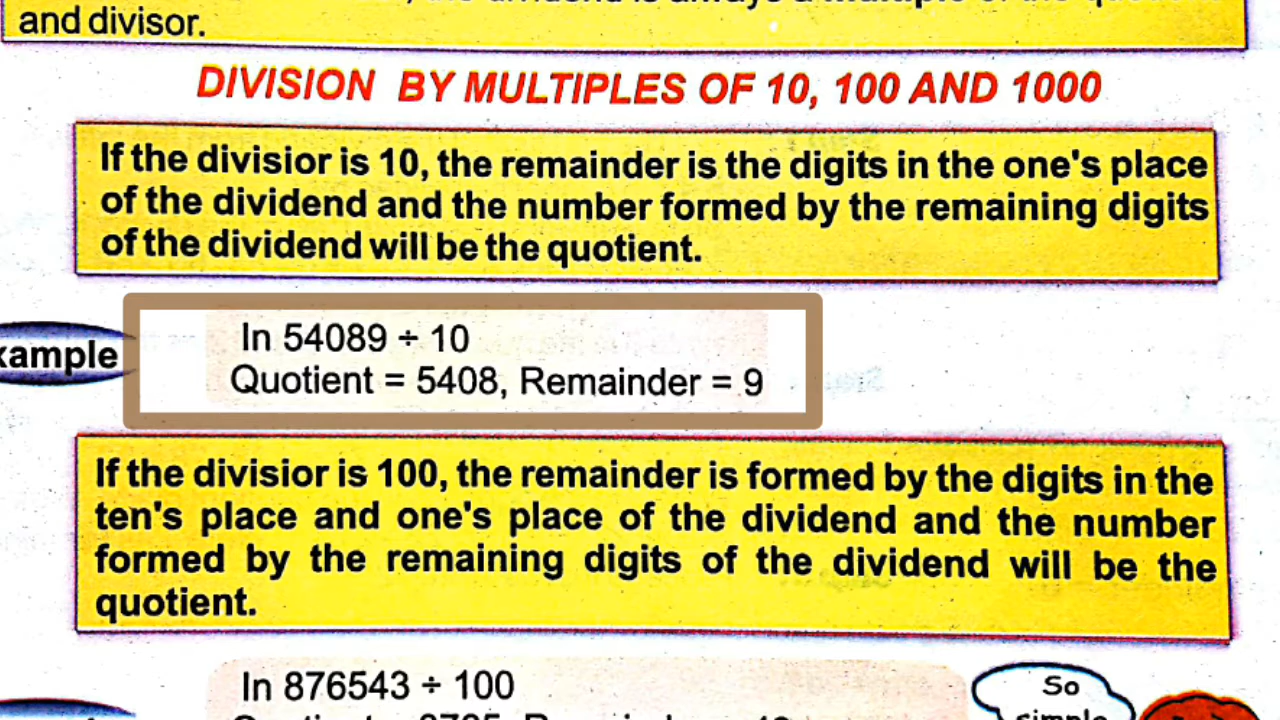 and divisor.
DIVISION BY MULTIPLES OF 10, 100 AND 1000
If the divisior is 10, the remainder is the digits in the one's place
of the dividend and the number formed by the remaining digits
of the dividend will be the quotient.
xample
In 54089 ÷ 10
Quotient = 5408, Remainder = 9
If the divisior is 100, the remainder is formed by the digits in the
ten's place and one's place of the dividend and the number
formed by the remaining digits of the dividend will be the
quotient.
In 876543 ÷ 100
So
simple